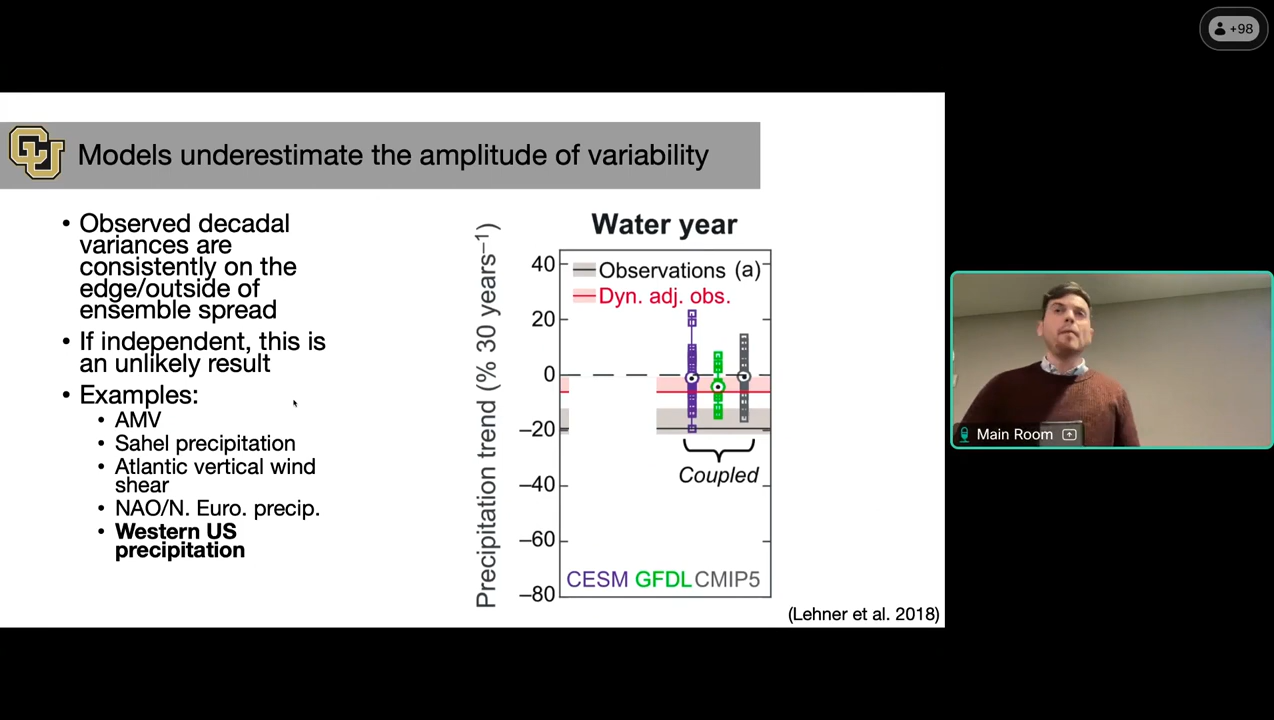 +98
CU
Models underestimate the amplitude of variability
• Observed decadal
variances are
consistently on the
edge/outside of
ensemble spread
• If independent, this is
an unlikely result
• Examples:
• AMV
• Sahel precipitation
• Atlantic vertical wind
shear
• NAO/N. Euro. precip.
• Western US
precipitation
Water year
Precipitation trend (% 30 years⁻¹)
40
20
0
–20
–40
–60
–80
Observations (a)
Dyn. adj. obs.
Coupled
CESM GFDL CMIP5
(Lehner et al. 2018)
Main Room